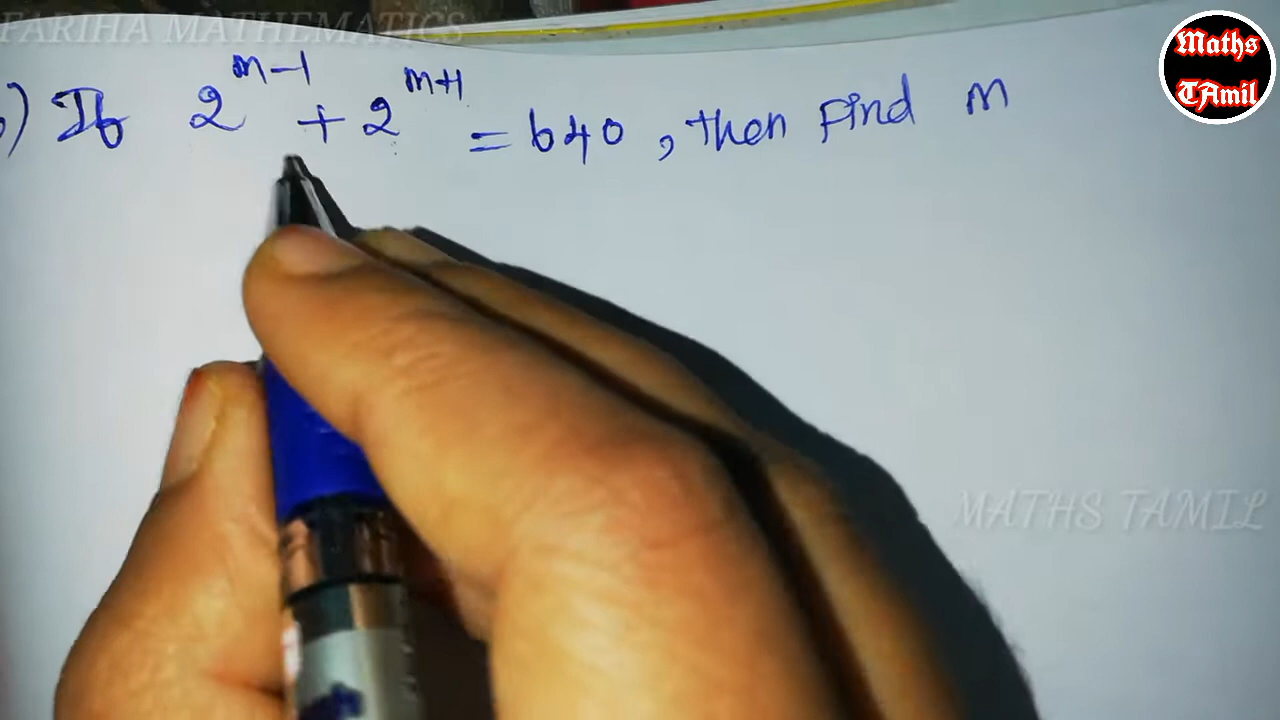 FARIHA MATHEMATICS
Maths
TAmil
) If 2^(m-1) + 2^(m+1) = 640 , then Find m
MATHS TAMIL